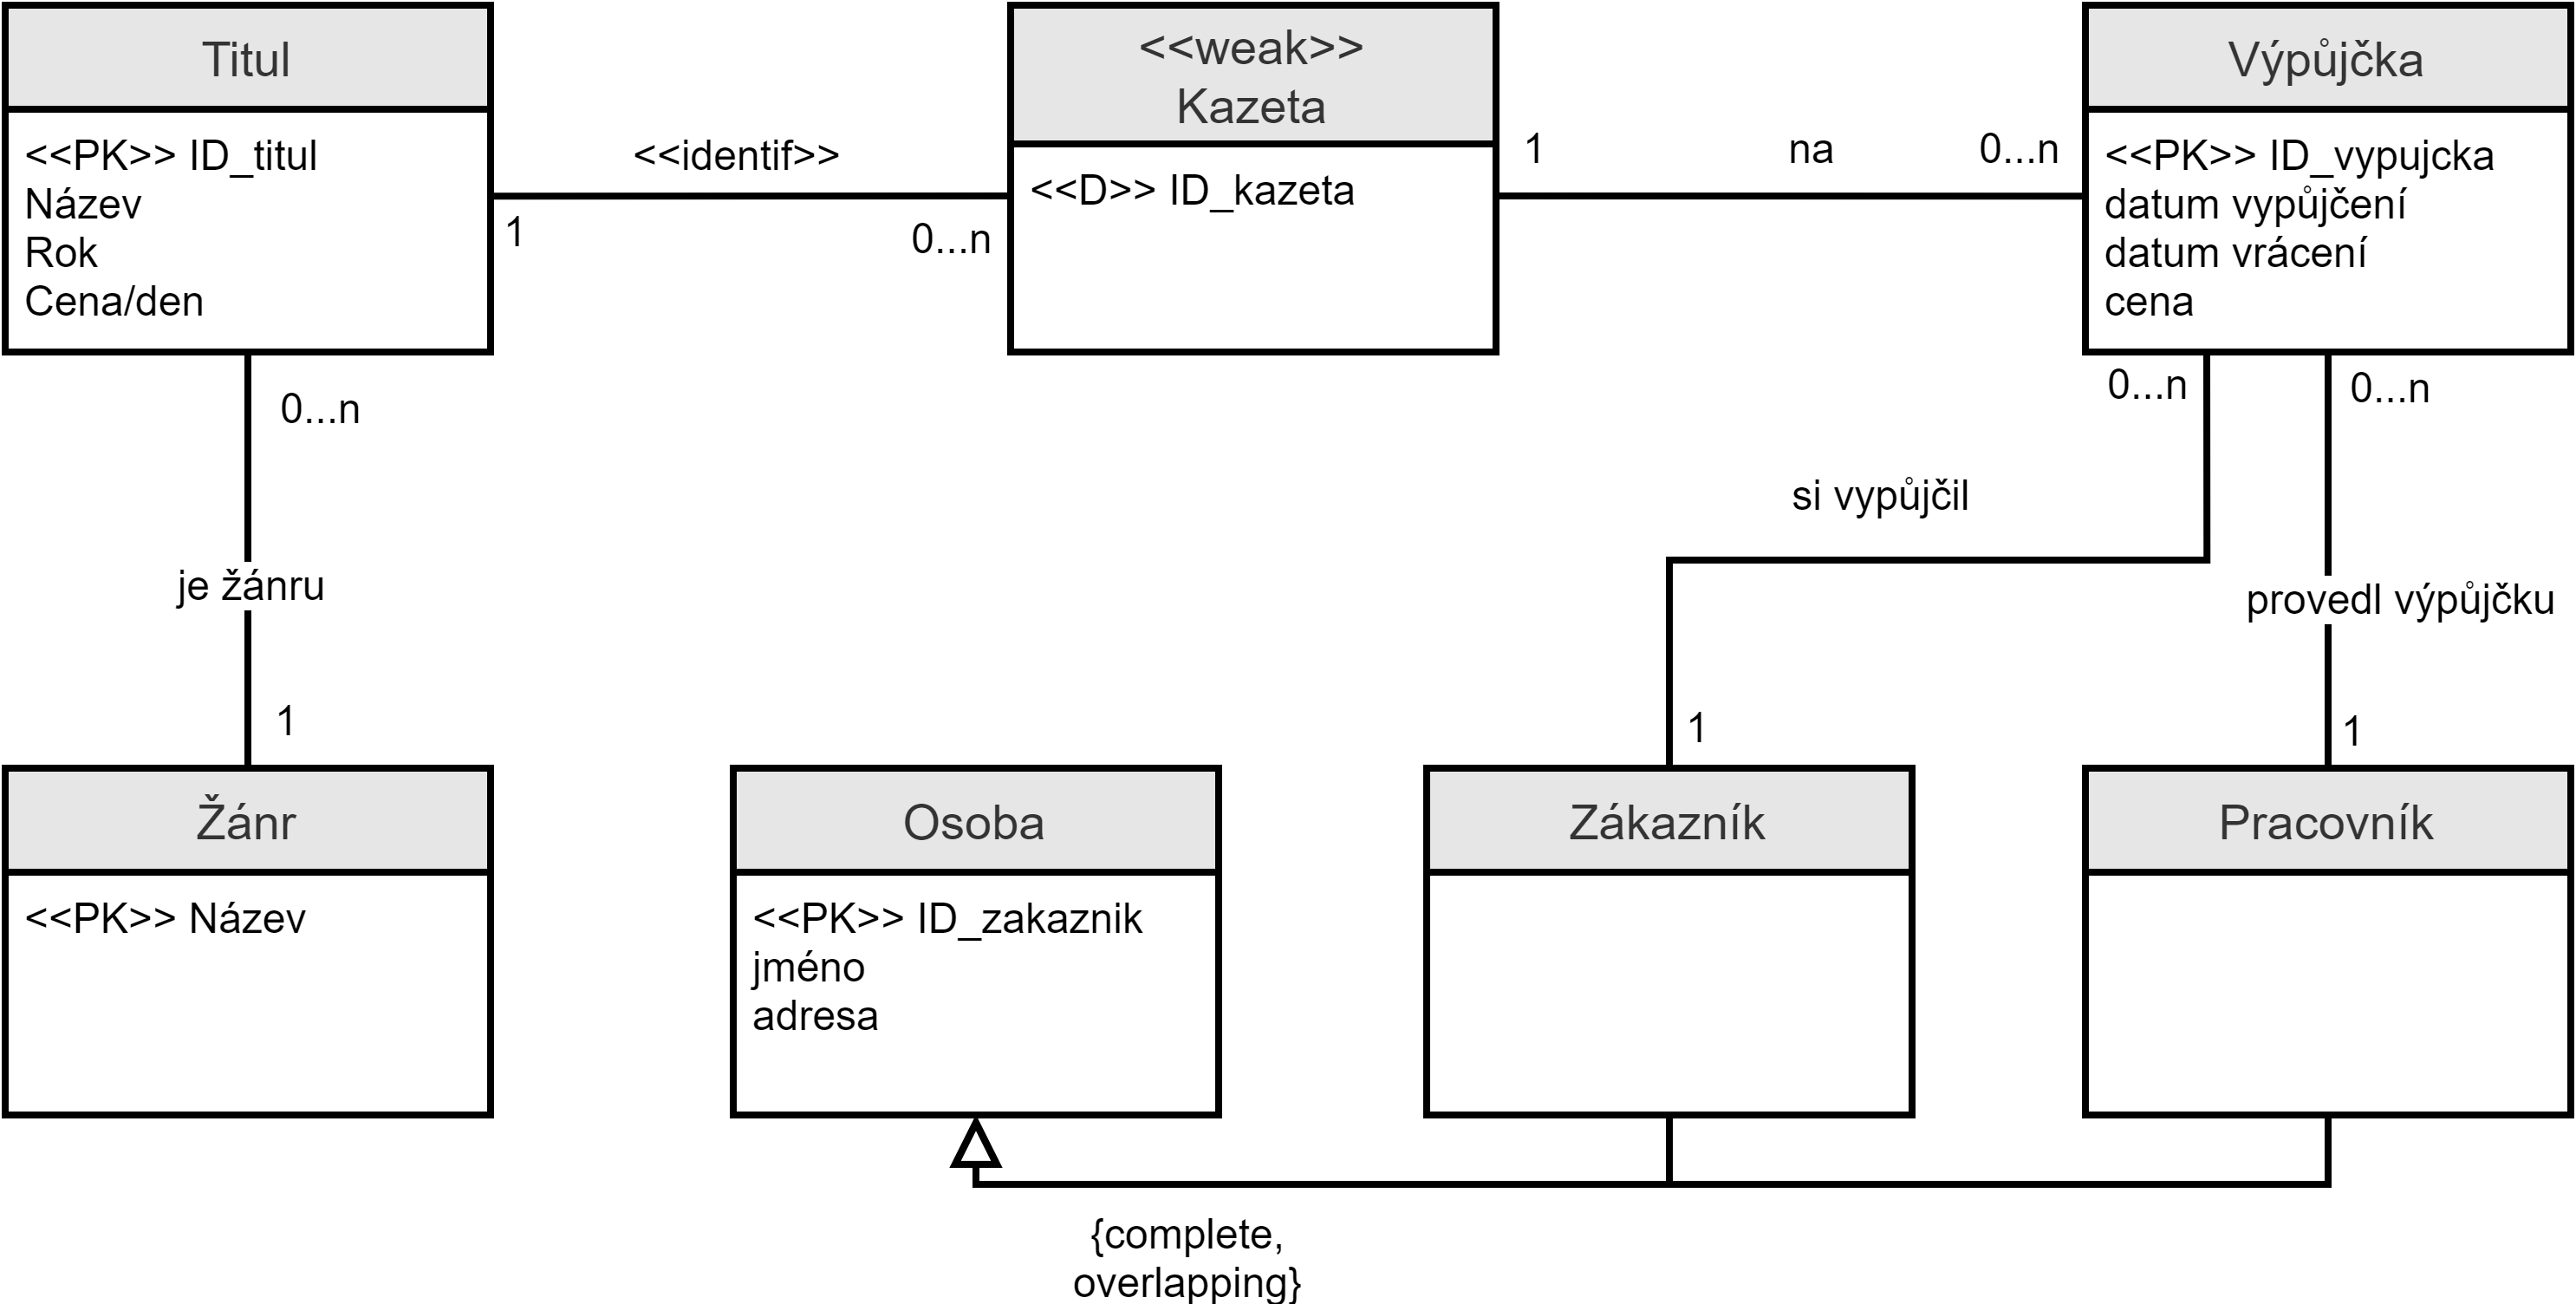 Titul
<<PK>> ID_titul
Název
Rok
Cena/den
<<identif>>
1
0...n
<<weak>>
Kazeta
<<D>> ID_kazeta
1
na
0...n
Výpůjčka
<<PK>> ID_vypujcka
datum vypůjčení
datum vrácení
cena
0...n
je žánru
1
0...n
si vypůjčil
1
0...n
provedl výpůjčku
1
Žánr
<<PK>> Název
Osoba
<<PK>> ID_zakaznik
jméno
adresa
Zákazník
Pracovník
{complete,
overlapping}